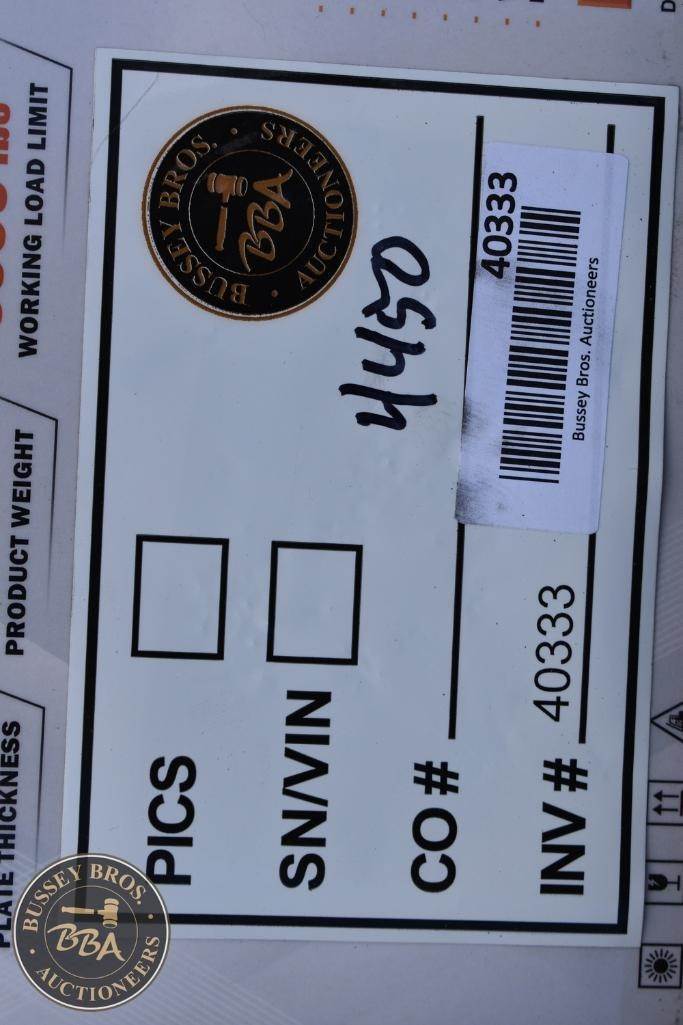 WORKING LOAD LIMIT
PRODUCT WEIGHT
PLATE THICKNESS
BUSSEY BROS.
BBA
AUCTIONEERS
PICS
SN/VIN
4450
CO #
INV # 40333
40333
Bussey Bros. Auctioneers
BUSSEY BROS.
BBA
AUCTIONEERS